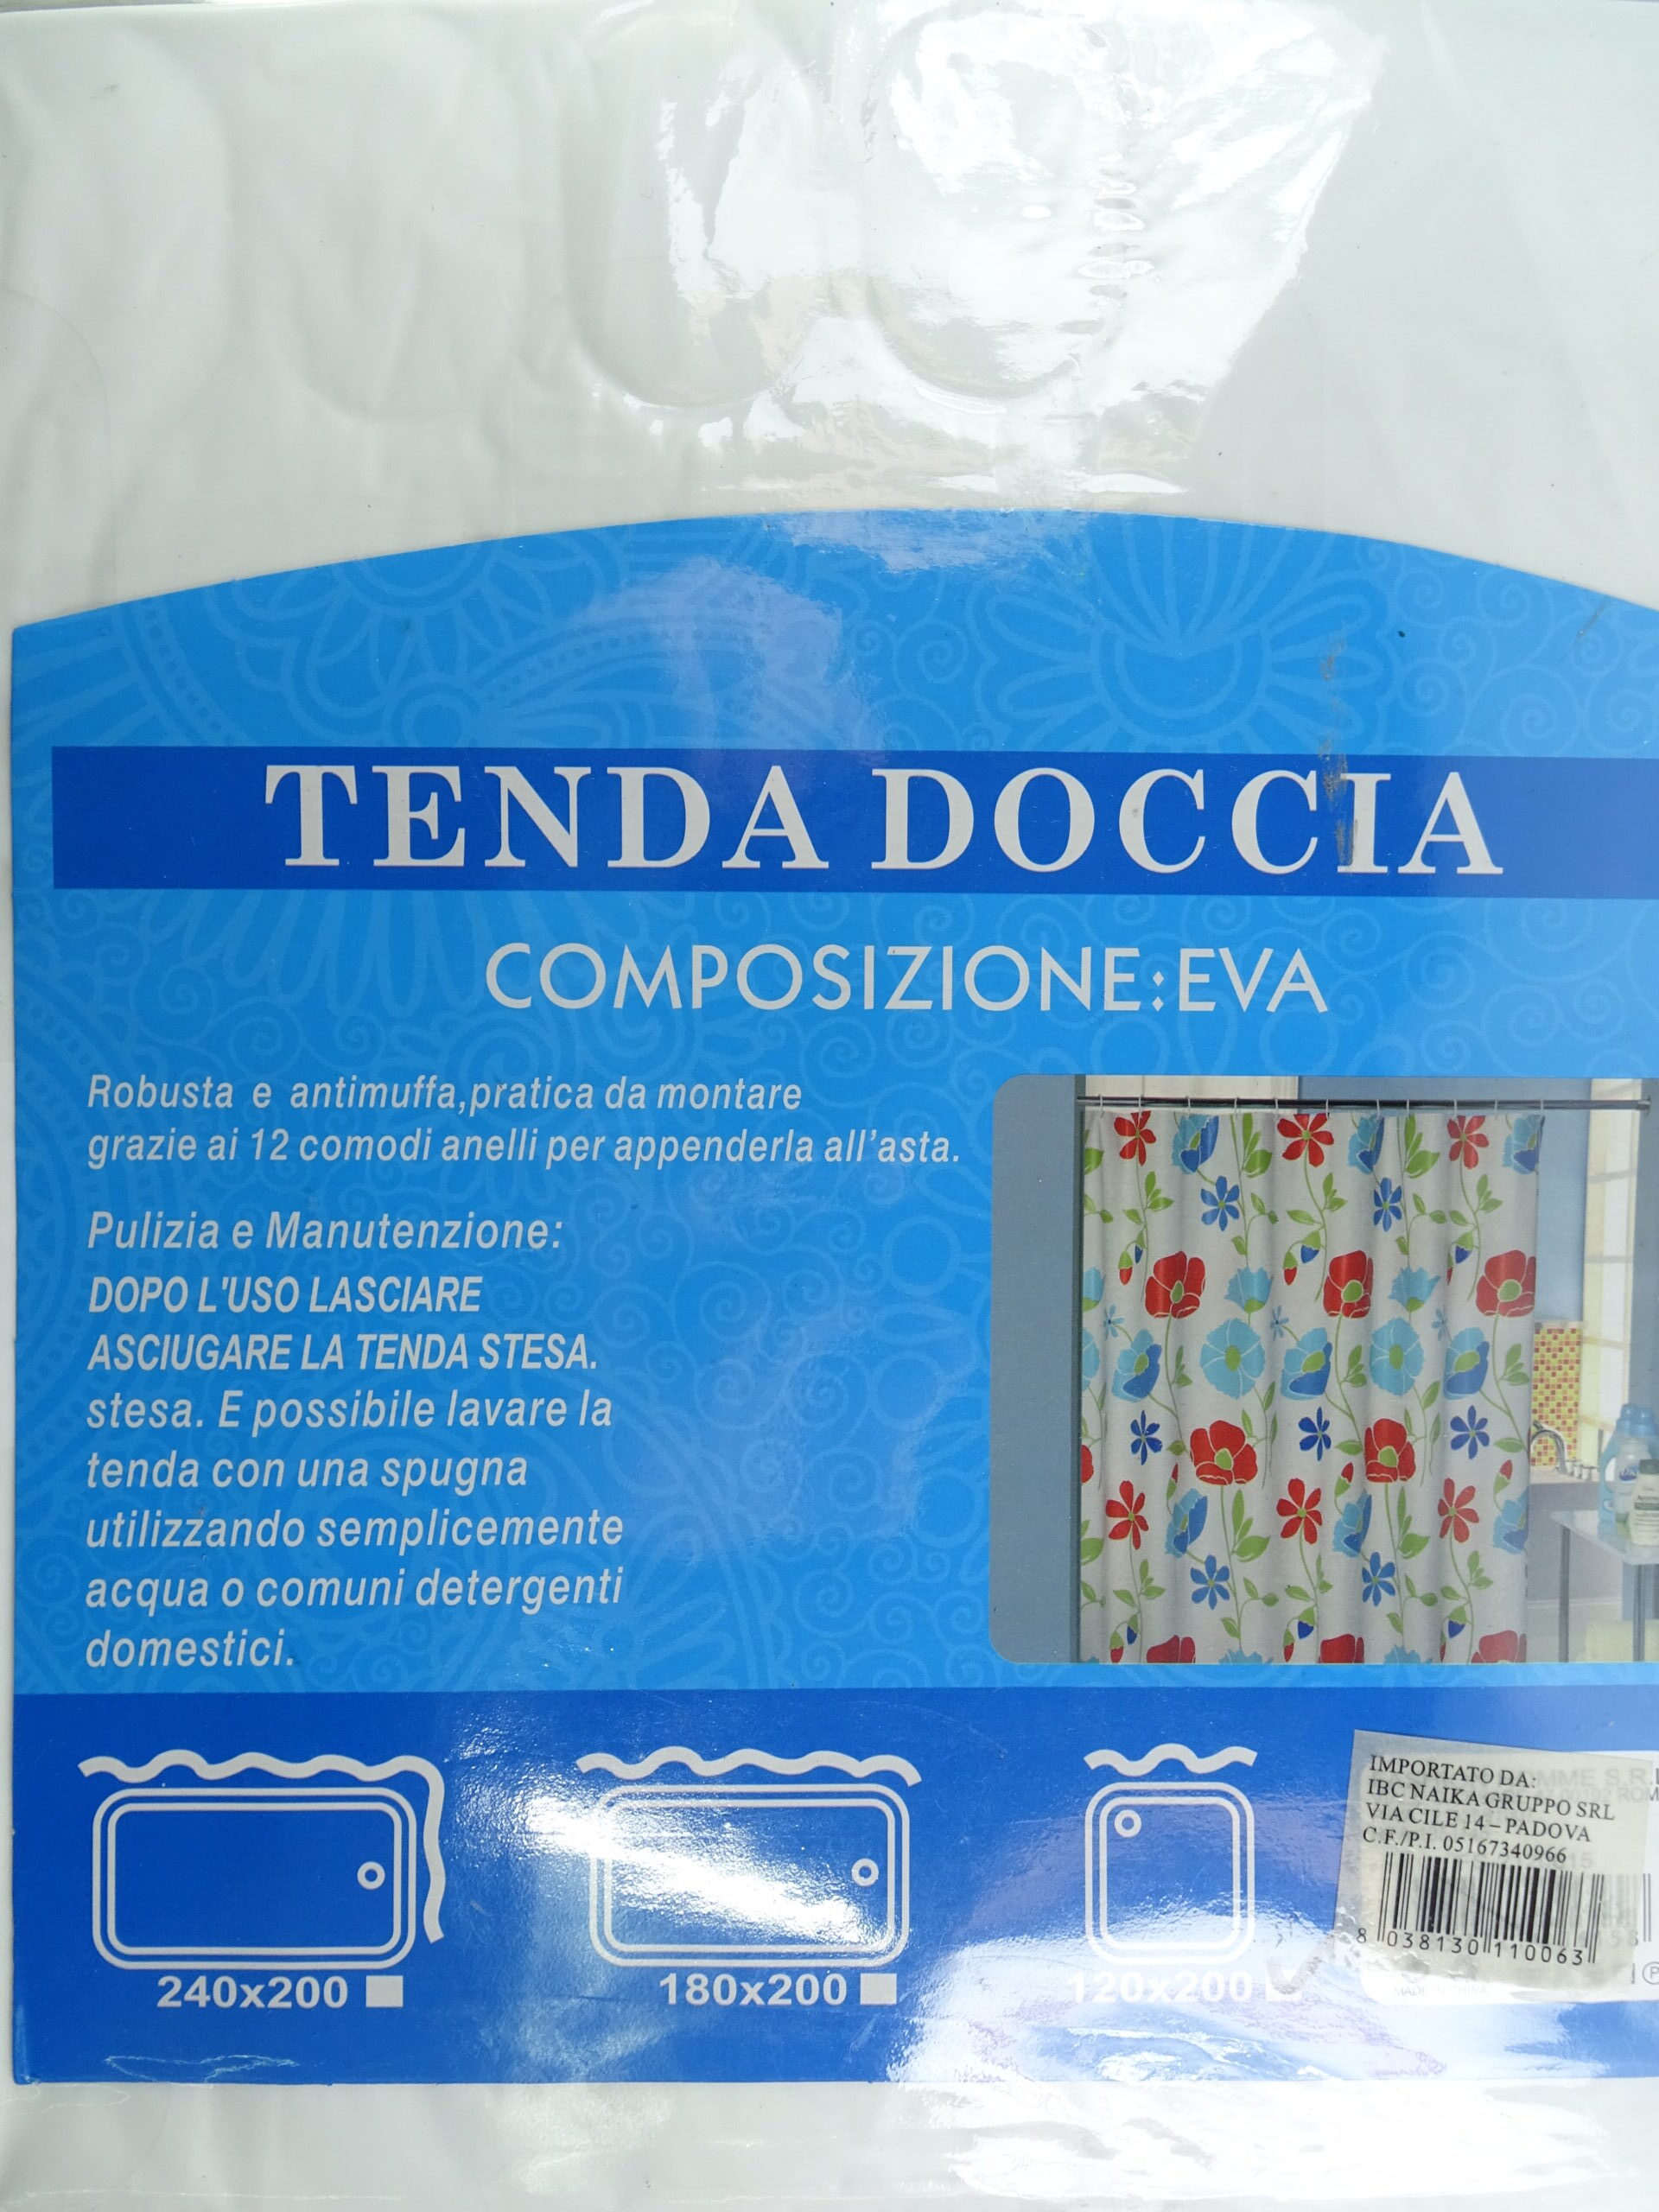 TENDA DOCCIA
COMPOSIZIONE:EVA
Robusta e antimuffa,pratica da montare
grazie ai 12 comodi anelli per appenderla all'asta.
Pulizia e Manutenzione:
DOPO L'USO LASCIARE
ASCIUGARE LA TENDA STESA.
stesa. E possibile lavare la
tenda con una spugna
utilizzando semplicemente
acqua o comuni detergenti
domestici.
240x200
180x200
120x200
IMPORTATO DA:
IBC NAIKA GRUPPO SRL
VIA CILE 14 – PADOVA
C.F./P.I. 05167340966
8 038130 110063
MADE IN CHINA